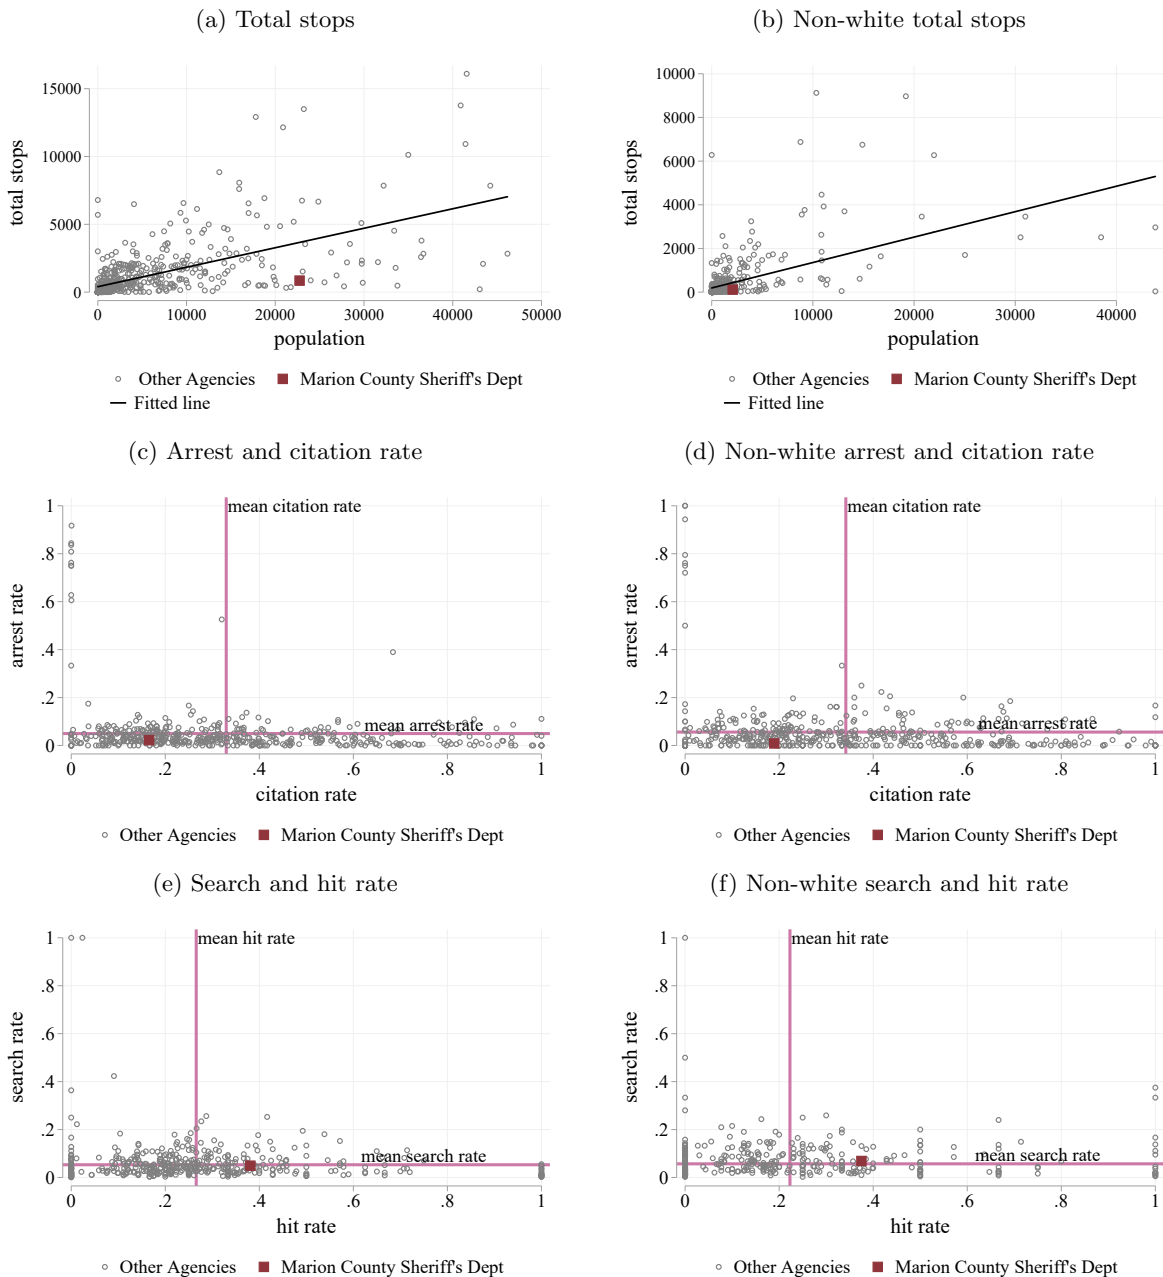 (a) Total stops
(b) Non-white total stops
total stops
15000
10000
5000
0
0 10000 20000 30000 40000 50000
population
Other Agencies Marion County Sheriff's Dept
Fitted line
total stops
10000
8000
6000
4000
2000
0
0 10000 20000 30000 40000
population
Other Agencies Marion County Sheriff's Dept
Fitted line
(c) Arrest and citation rate
(d) Non-white arrest and citation rate
arrest rate
1
.8
.6
.4
.2
0
mean citation rate
mean arrest rate
0 .2 .4 .6 .8 1
citation rate
Other Agencies Marion County Sheriff's Dept
arrest rate
1
.8
.6
.4
.2
0
mean citation rate
mean arrest rate
0 .2 .4 .6 .8 1
citation rate
Other Agencies Marion County Sheriff's Dept
(e) Search and hit rate
(f) Non-white search and hit rate
search rate
1
.8
.6
.4
.2
0
mean hit rate
mean search rate
0 .2 .4 .6 .8 1
hit rate
Other Agencies Marion County Sheriff's Dept
search rate
1
.8
.6
.4
.2
0
mean hit rate
mean search rate
0 .2 .4 .6 .8 1
hit rate
Other Agencies Marion County Sheriff's Dept